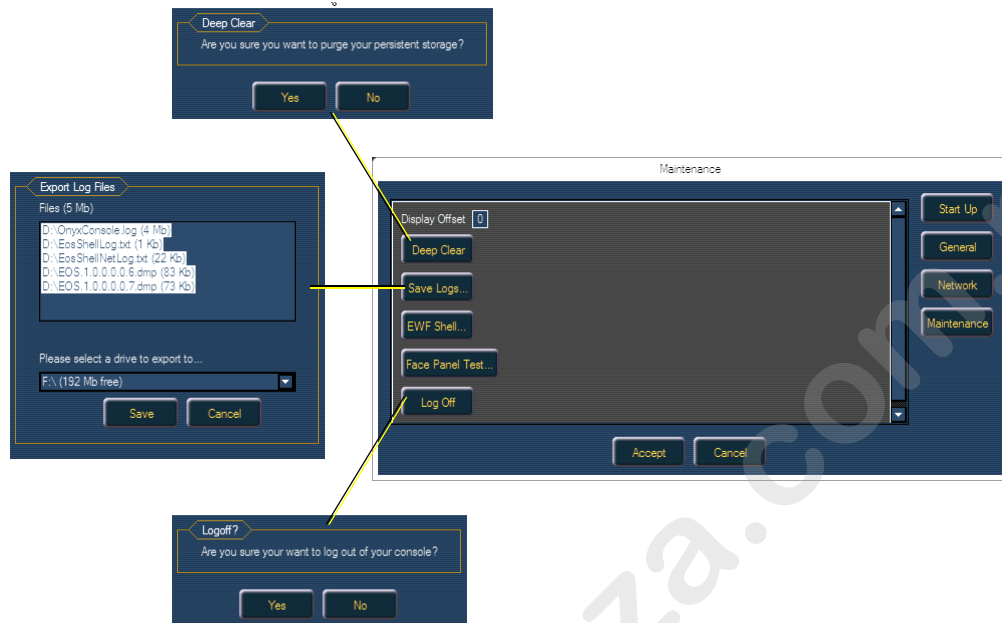 Deep Clear
Are you sure you want to purge your persistent storage?
Yes
No
Export Log Files
Files (5 Mb)
D:\OnyxConsole.log (4 Mb)
D:\EosShellLog.txt (1 Kb)
D:\EosShellNetLog.txt (22 Kb)
D:\EOS.1.0.0.0.0.6.dmp (83 Kb)
D:\EOS.1.0.0.0.0.7.dmp (73 Kb)
Please select a drive to export to...
F:\ (192 Mb free)
Save
Cancel
Maintenance
Display Offset 0
Deep Clear
Save Logs...
EWF Shell...
Face Panel Test...
Log Off
Start Up
General
Network
Maintenance
Accept
Cancel
Logoff?
Are you sure your want to log out of your console?
Yes
No
za.com